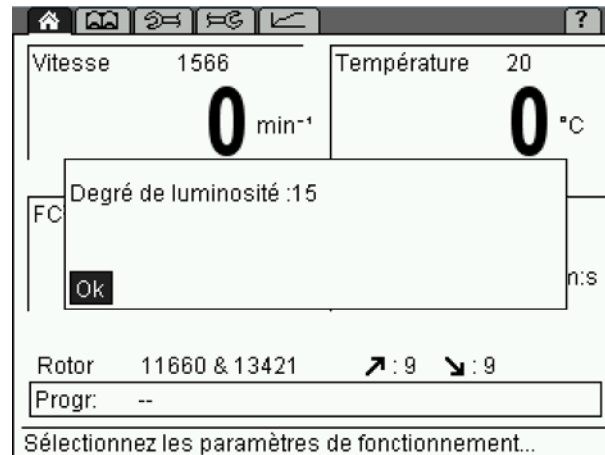 ?
Vitesse 1566
0 min⁻¹
Température 20
0 °C
Degré de luminosité :15
FC
n:s
Ok
Rotor 11660 & 13421 ↗ : 9 ↘ : 9
Progr: --
Sélectionnez les paramètres de fonctionnement...